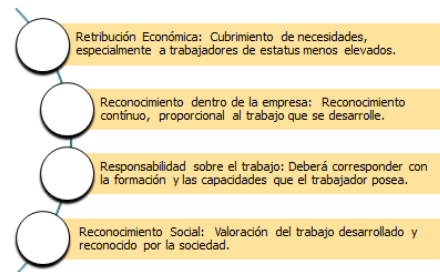 Retribución Económica: Cubrimiento de necesidades,
especialmente a trabajadores de estatus menos elevados.
Reconocimiento dentro de la empresa: Reconocimiento
contínuo, proporcional al trabajo que se desarrolle.
Responsabilidad sobre el trabajo: Deberá corresponder con
la formación y las capacidades que el trabajador posea.
Reconocimiento Social: Valoración del trabajo desarrollado y
reconocido por la sociedad.